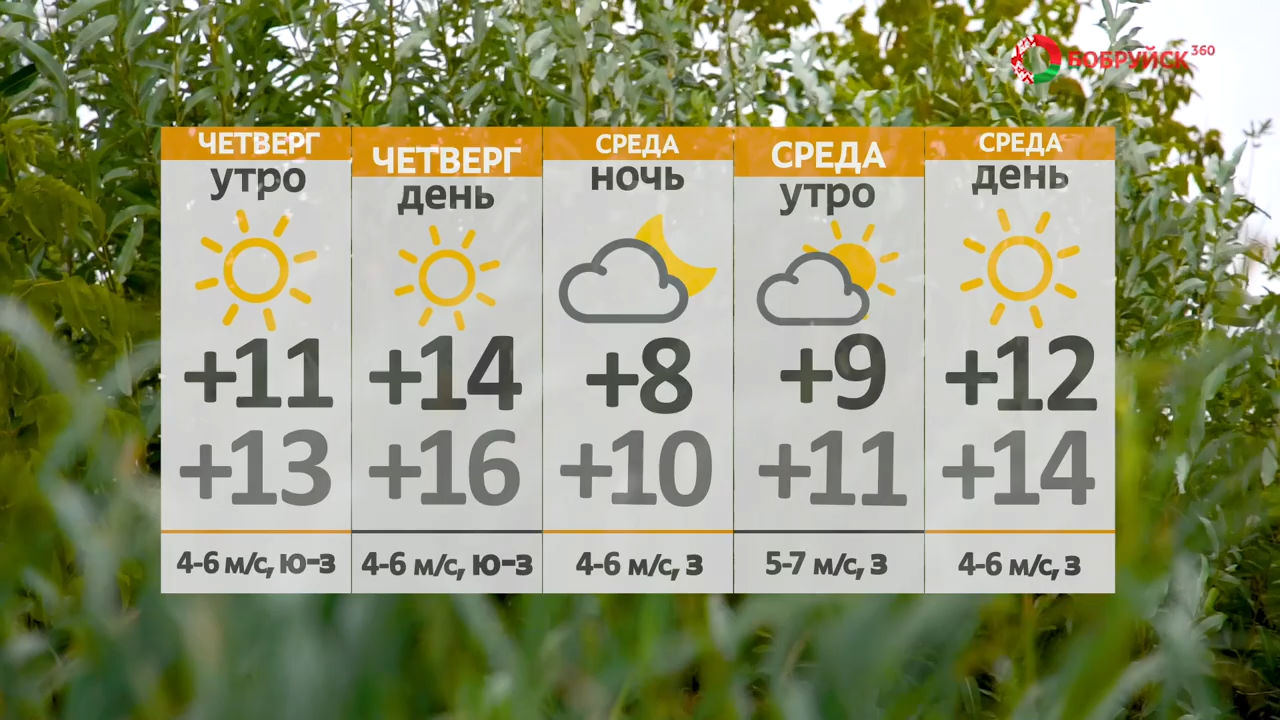 БОБРУЙСК 360
ЧЕТВЕРГ
утро
+11
+13
4-6 м/с, ю-з
ЧЕТВЕРГ
день
+14
+16
4-6 м/с, ю-з
СРЕДА
ночь
+8
+10
4-6 м/с, з
СРЕДА
утро
+9
+11
5-7 м/с, з
СРЕДА
день
+12
+14
4-6 м/с, з